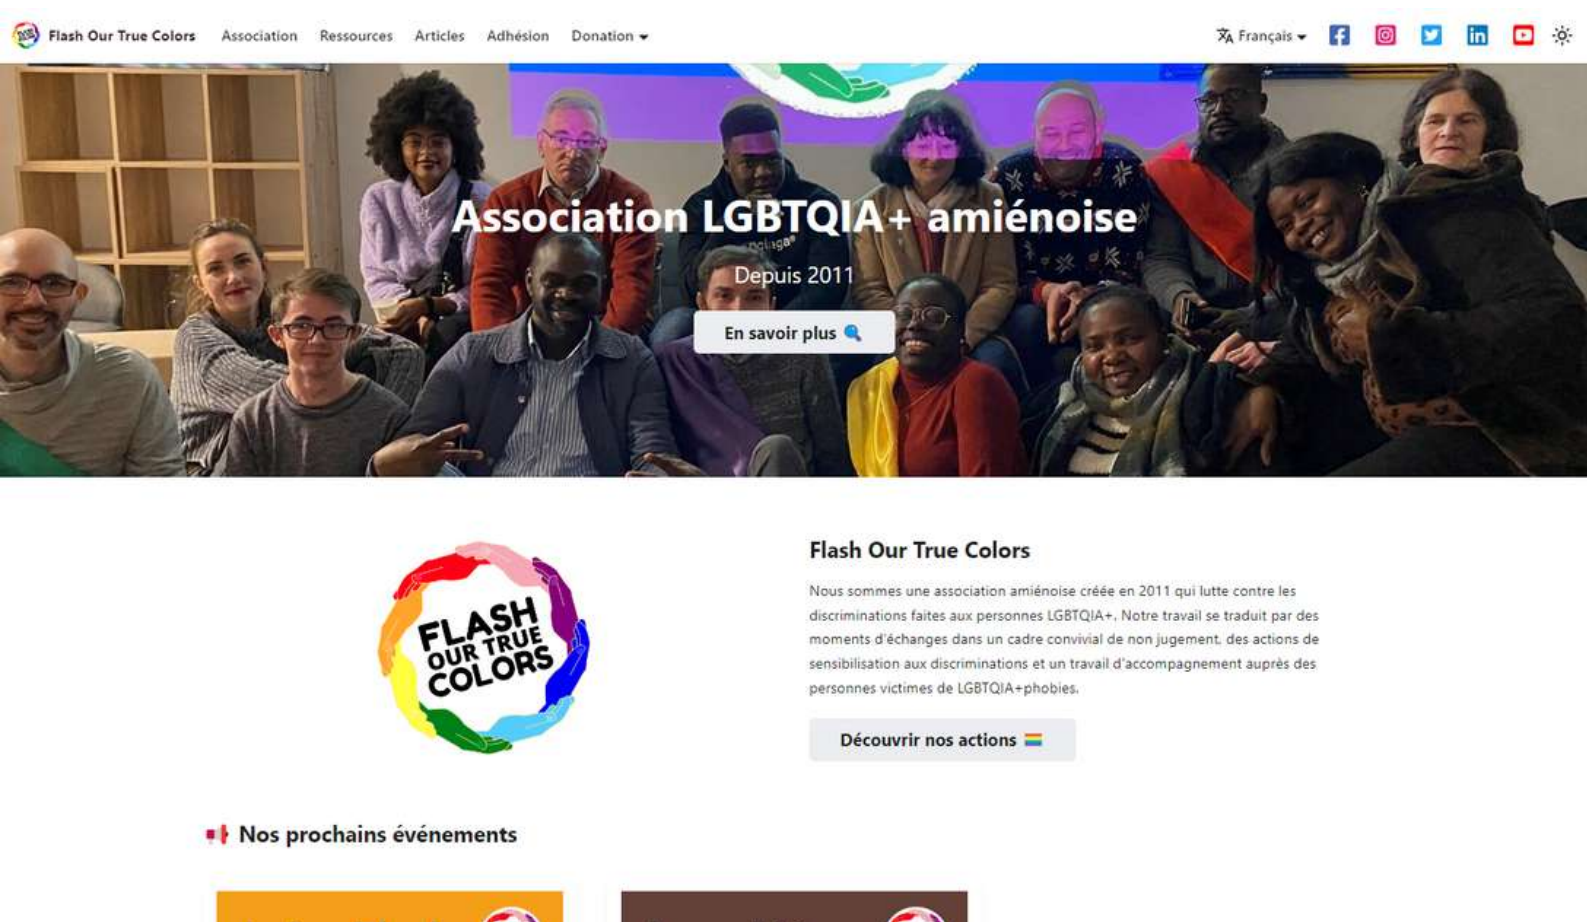 Flash Our True Colors Association Ressources Articles Adhésion Donation Français
Association LGBTQIA+ amiénoise
Depuis 2011
En savoir plus
FLASH
OUR TRUE
COLORS
Flash Our True Colors
Nous sommes une association amiénoise créée en 2011 qui lutte contre les
discriminations faites aux personnes LGBTQIA+. Notre travail se traduit par des
moments d'échanges dans un cadre convivial de non jugement, des actions de
sensibilisation aux discriminations et un travail d'accompagnement auprès des
personnes victimes de LGBTQIA+phobies.
Découvrir nos actions
Nos prochains événements